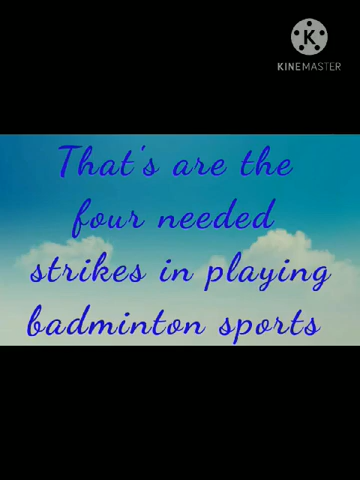 KINEMASTER
That's are the
four needed
strikes in playing
badminton sports